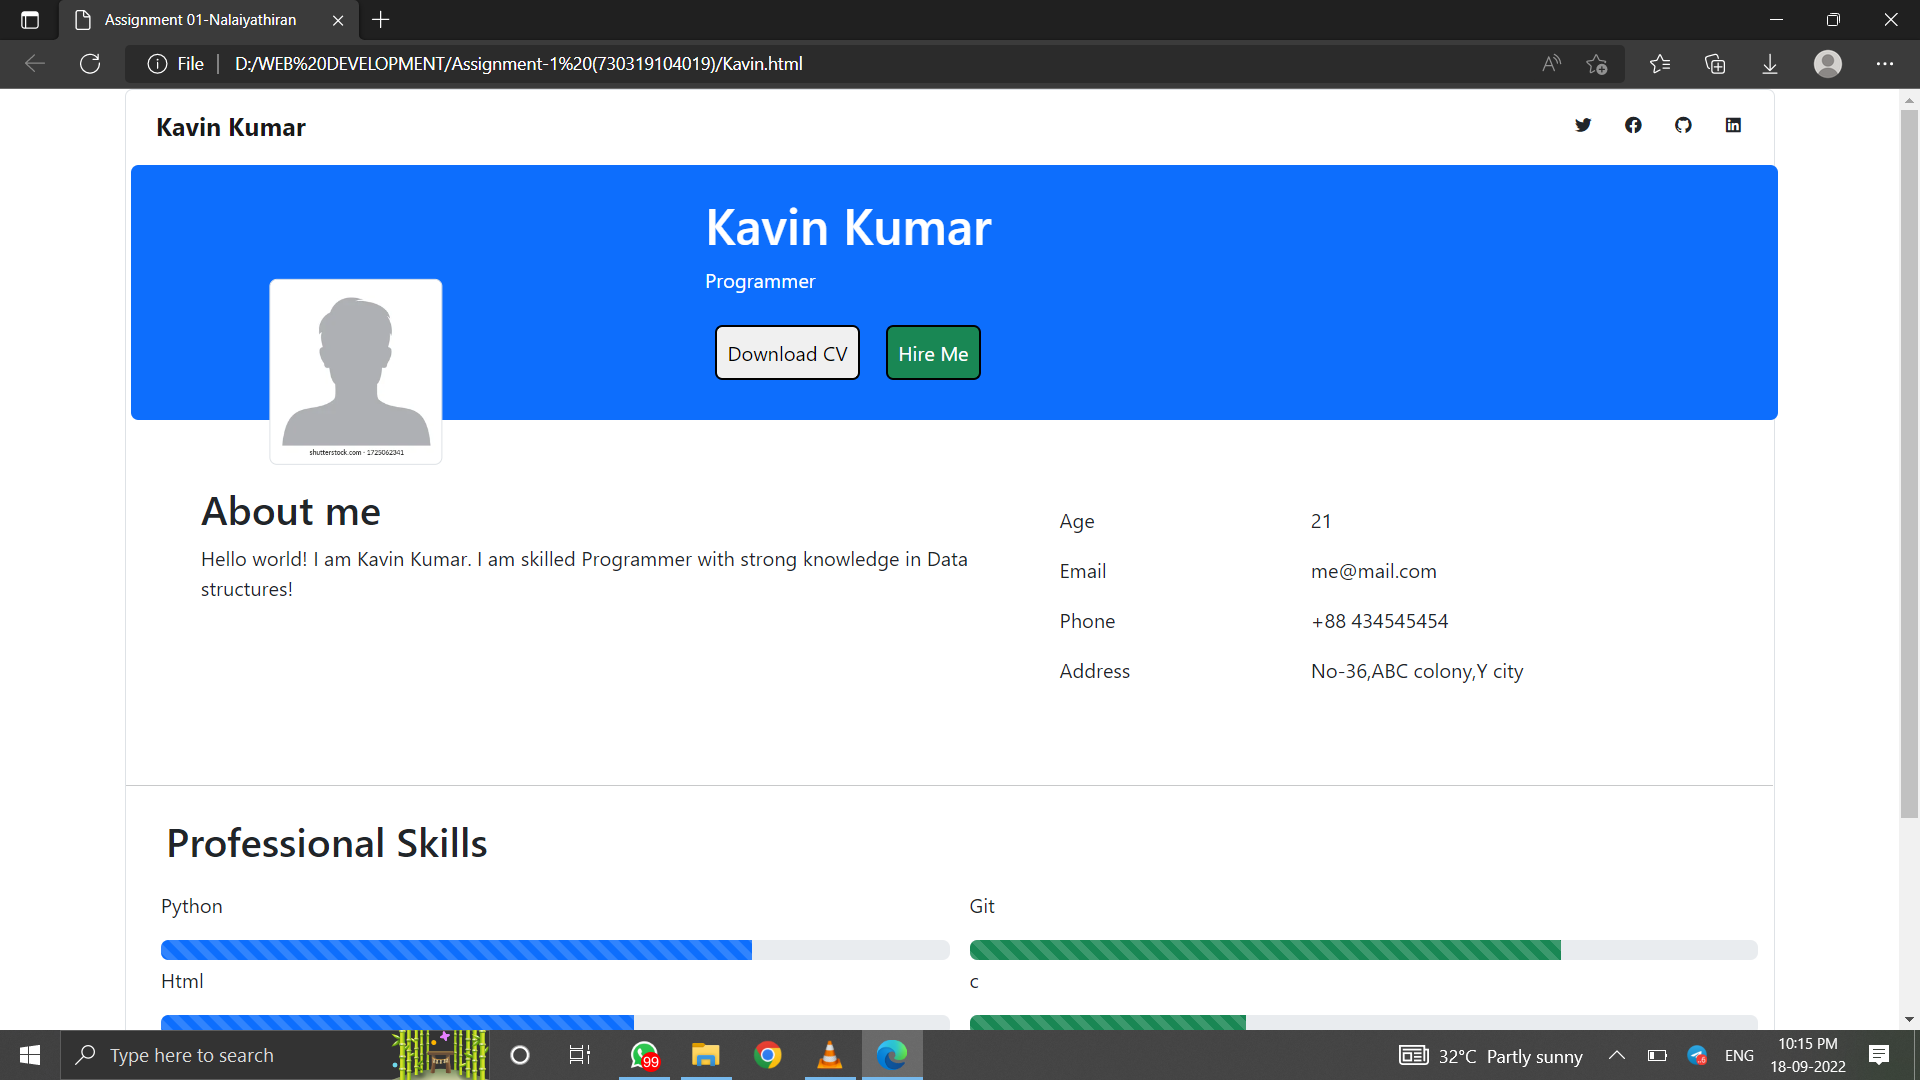 Assignment 01-Nalaiyathiran
File
D:/WEB%20DEVELOPMENT/Assignment-1%20(730319104019)/Kavin.html
Kavin Kumar
Kavin Kumar
Programmer
Download CV
Hire Me
shutterstock.com · 1725062341
About me
Hello world! I am Kavin Kumar. I am skilled Programmer with strong knowledge in Data
structures!
Age 21
Email me@mail.com
Phone +88 434545454
Address No-36,ABC colony,Y city
Professional Skills
Python
Git
Html
c
Type here to search
99
32°C Partly sunny
ENG
10:15 PM
18-09-2022